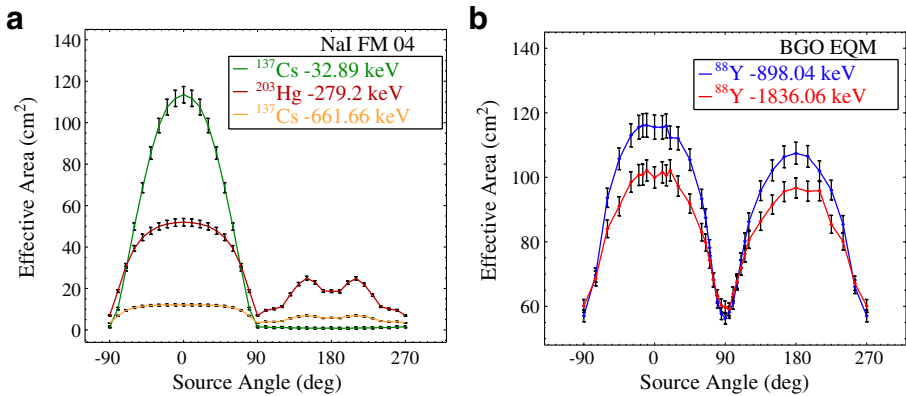 a
NaI FM 04
¹³⁷Cs -32.89 keV
²⁰³Hg -279.2 keV
¹³⁷Cs -661.66 keV
Effective Area (cm²)
140
120
100
80
60
40
20
0
-90 0 90 180 270
Source Angle (deg)
b
BGO EQM
⁸⁸Y -898.04 keV
⁸⁸Y -1836.06 keV
Effective Area (cm²)
140
120
100
80
60
-90 0 90 180 270
Source Angle (deg)